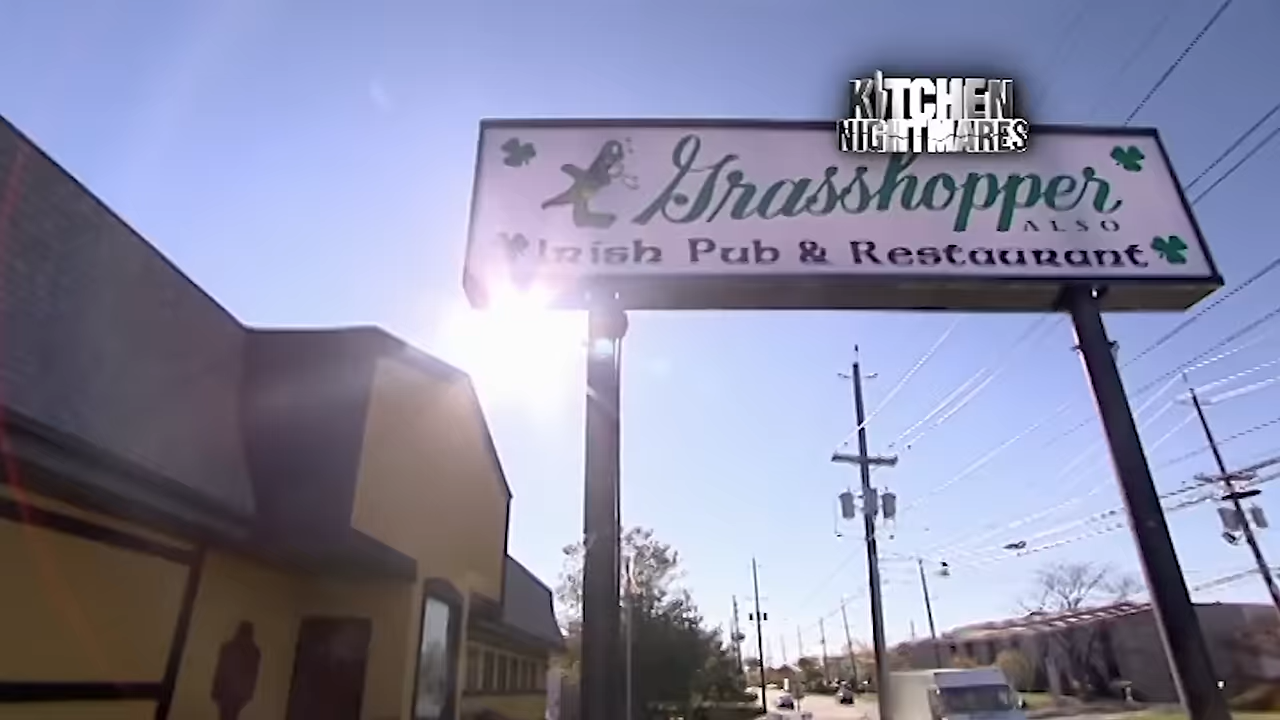 KITCHEN
NIGHTMARES
Grasshopper
ALSO
Irish Pub & Restaurant